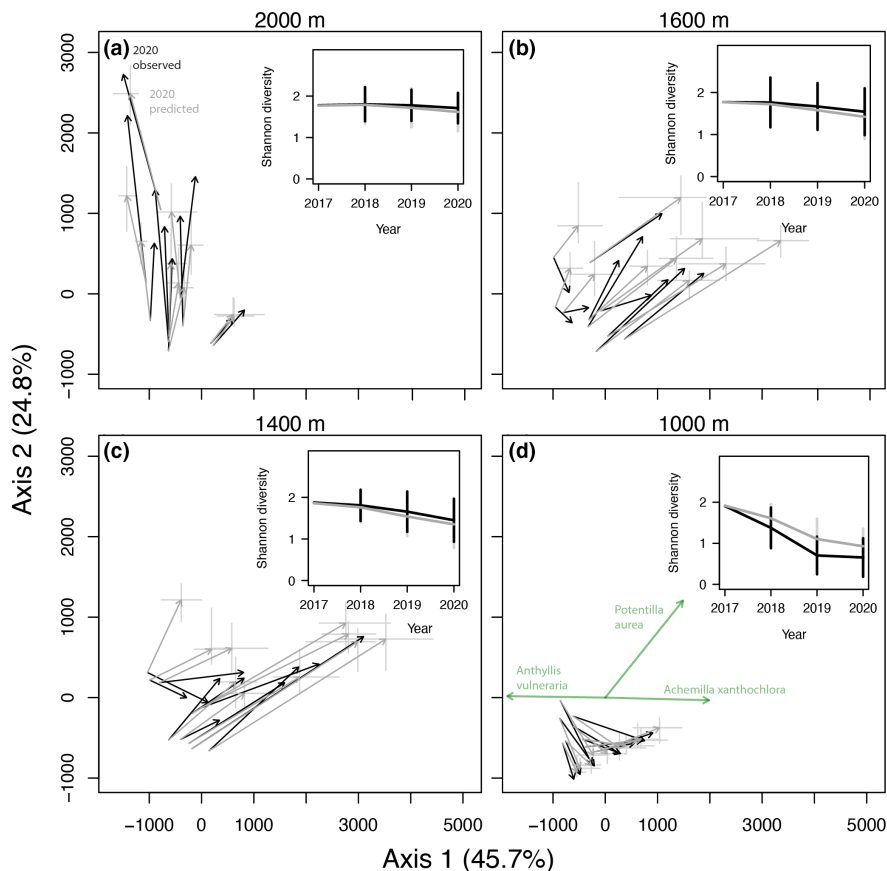 2000 m
1600 m
(a)
2020
observed
2020
predicted
3000
2000
1000
0
−1000
Shannon diversity
2
1
0
2017 2018 2019 2020
Year
(b)
Shannon diversity
2
1
0
2017 2018 2019 2020
Year
1400 m
1000 m
(c)
3000
2000
1000
0
−1000
Shannon diversity
2
1
0
2017 2018 2019 2020
Year
(d)
Shannon diversity
2
1
0
2017 2018 2019 2020
Year
Potentilla
aurea
Anthyllis
vulneraria
Achemilla xanthochlora
−1000 0 1000 3000 5000
−1000 0 1000 3000 5000
Axis 2 (24.8%)
Axis 1 (45.7%)